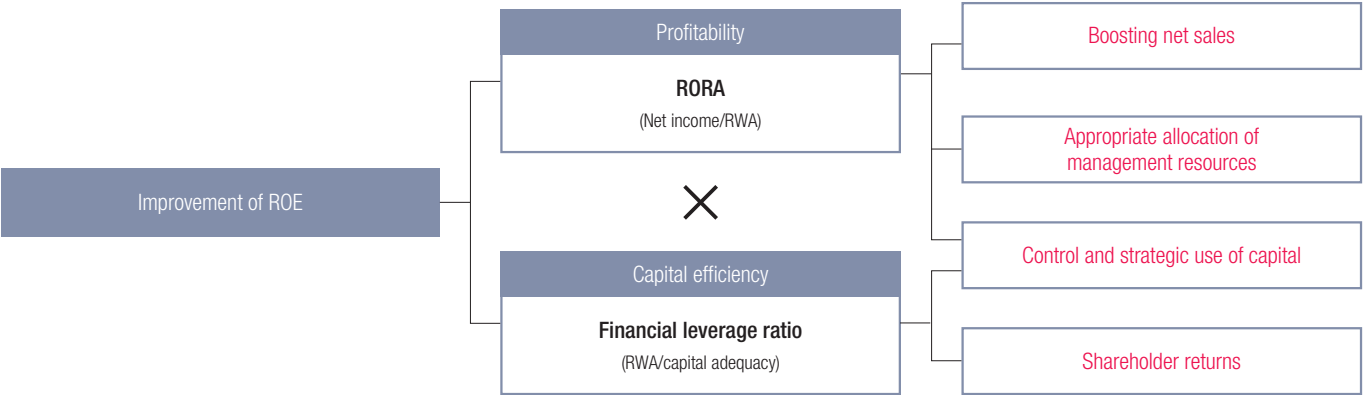 Improvement of ROE
Profitability
RORA
(Net income/RWA)
×
Capital efficiency
Financial leverage ratio
(RWA/capital adequacy)
Boosting net sales
Appropriate allocation of
management resources
Control and strategic use of capital
Shareholder returns